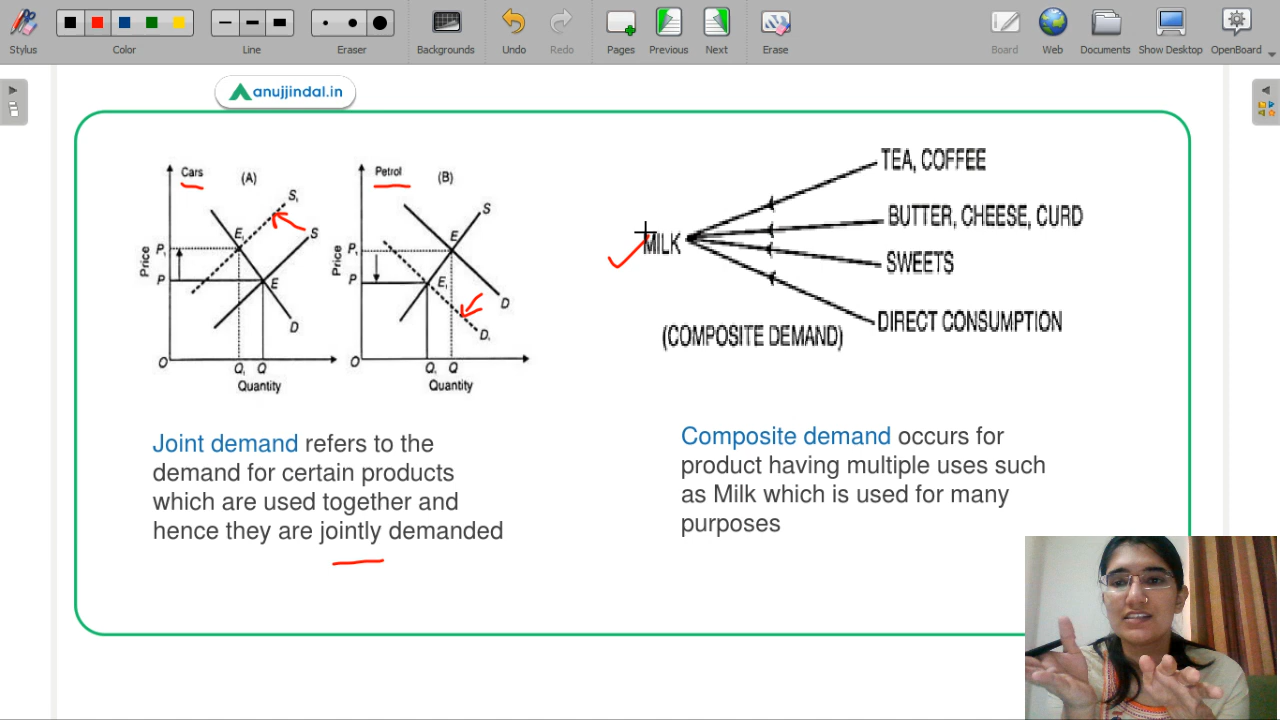 Stylus
Color
Line
Eraser
Backgrounds
Undo
Redo
Pages
Previous
Next
Erase
Board
Web
Documents
Show Desktop
OpenBoard
anujjindal.in
Cars
(A)
S₁
S
E₁
E
P₁
P
Price
D
O
Q₁ Q
Quantity
Petrol
(B)
S
E
E₁
P₁
P
Price
D
D₁
O
Q₁ Q
Quantity
TEA, COFFEE
BUTTER, CHEESE, CURD
MILK
SWEETS
DIRECT CONSUMPTION
(COMPOSITE DEMAND)
Joint demand refers to the
demand for certain products
which are used together and
hence they are jointly demanded
Composite demand occurs for
product having multiple uses such
as Milk which is used for many
purposes